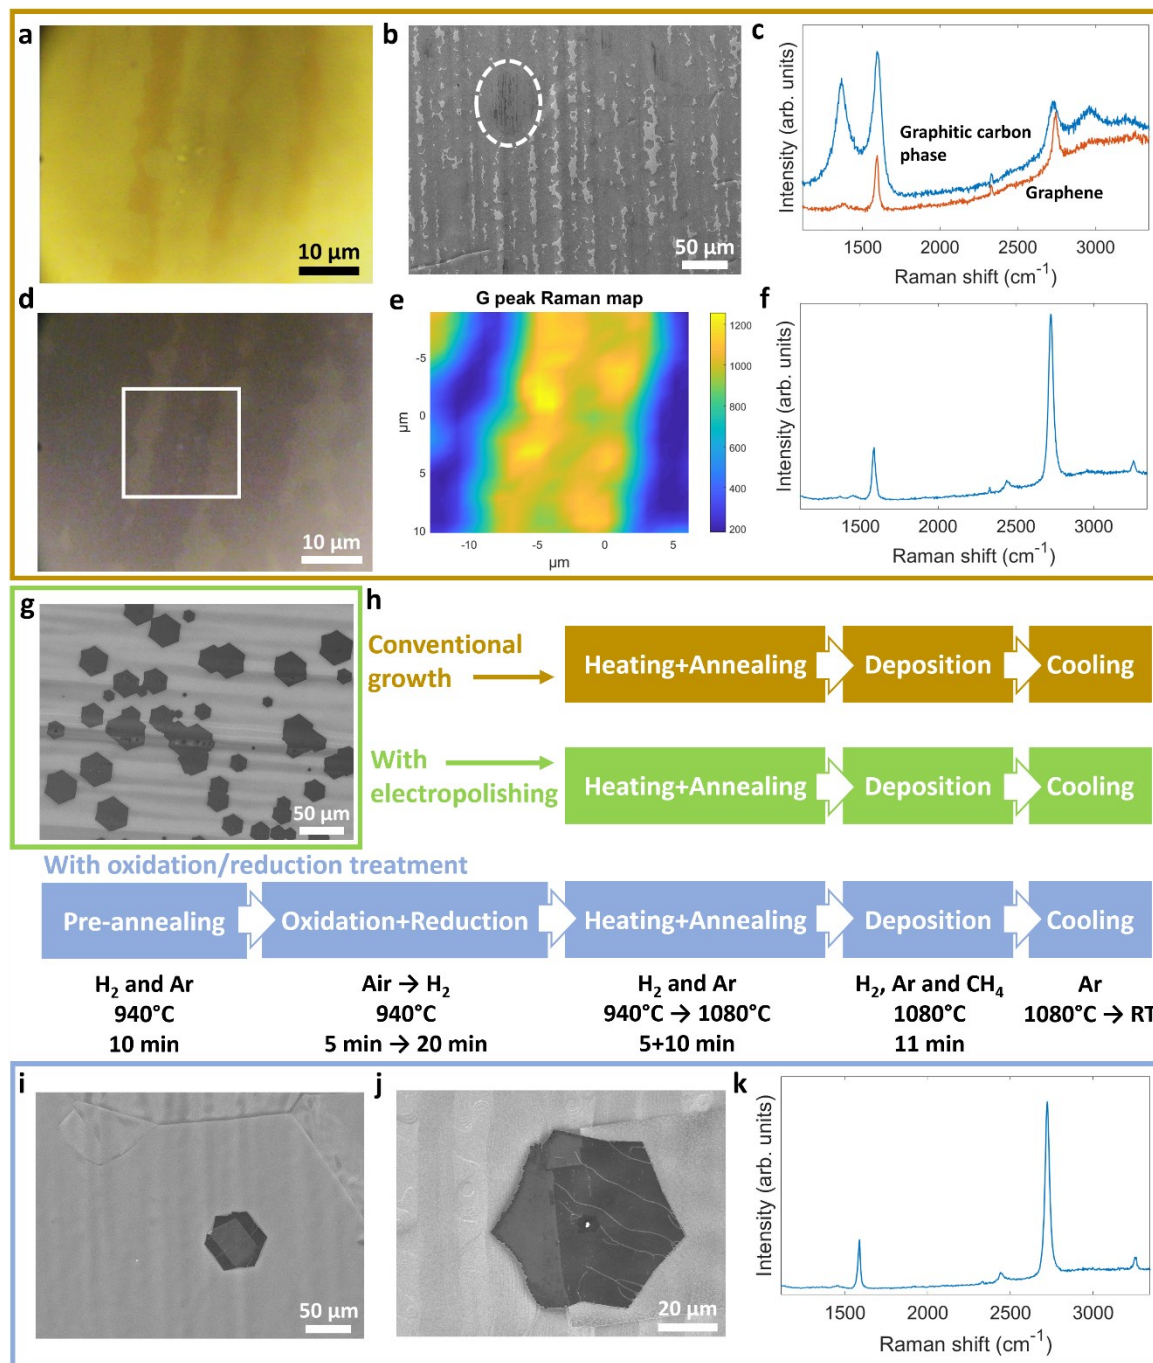 a
10 μm
b
50 μm
c
Intensity (arb. units)
Graphitic carbon
phase
Graphene
1500 2000 2500 3000
Raman shift (cm⁻¹)
d
10 μm
e
G peak Raman map
μm
-5
0
5
10
-10 -5 0 5
μm
1200
1000
800
600
400
200
f
Intensity (arb. units)
1500 2000 2500 3000
Raman shift (cm⁻¹)
g
50 μm
h
Conventional
growth
Heating+Annealing Deposition Cooling
With
electropolishing
Heating+Annealing Deposition Cooling
With oxidation/reduction treatment
Pre-annealing Oxidation+Reduction Heating+Annealing Deposition Cooling
H₂ and Ar
940°C
10 min
Air → H₂
940°C
5 min → 20 min
H₂ and Ar
940°C → 1080°C
5+10 min
H₂, Ar and CH₄
1080°C
11 min
Ar
1080°C → RT
i
50 μm
j
20 μm
k
Intensity (arb. units)
1500 2000 2500 3000
Raman shift (cm⁻¹)